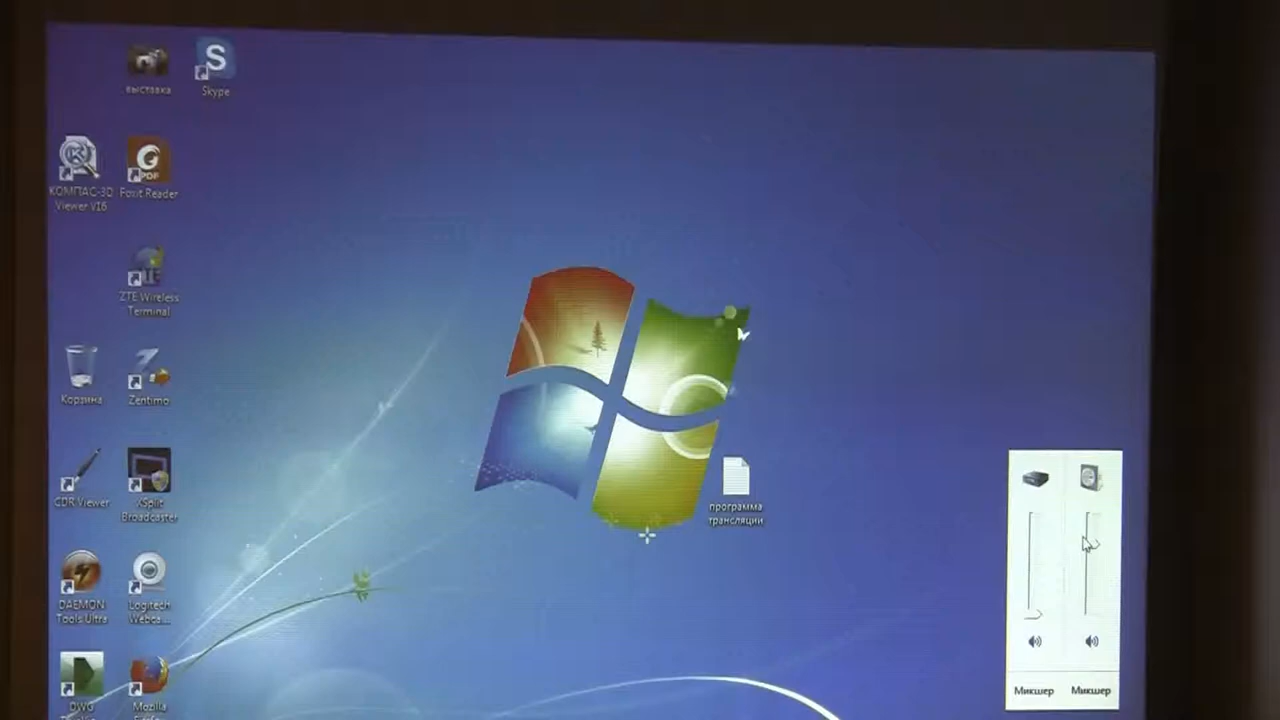 выставка
Skype
КОМПАС-3D
Viewer V16
PDF
Foxit Reader
ZTE Wireless
Terminal
Корзина
Zentimo
CDR Viewer
XSplit
Broadcaster
программа
трансляции
DAEMON
Tools Ultra
Logitech
Webca...
DWG
Mozilla
Микшер
Микшер